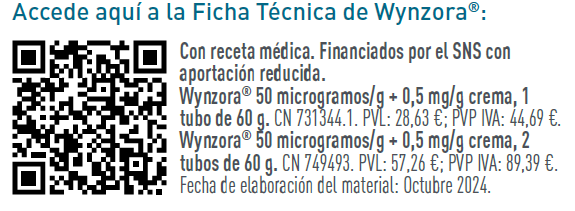 Accede aquí a la Ficha Técnica de Wynzora®:
Con receta médica. Financiados por el SNS con
aportación reducida.
Wynzora® 50 microgramos/g + 0,5 mg/g crema, 1
tubo de 60 g. CN 731344.1. PVL: 28,63 €; PVP IVA: 44,69 €.
Wynzora® 50 microgramos/g + 0,5 mg/g crema, 2
tubos de 60 g. CN 749493. PVL: 57,26 €; PVP IVA: 89,39 €.
Fecha de elaboración del material: Octubre 2024.